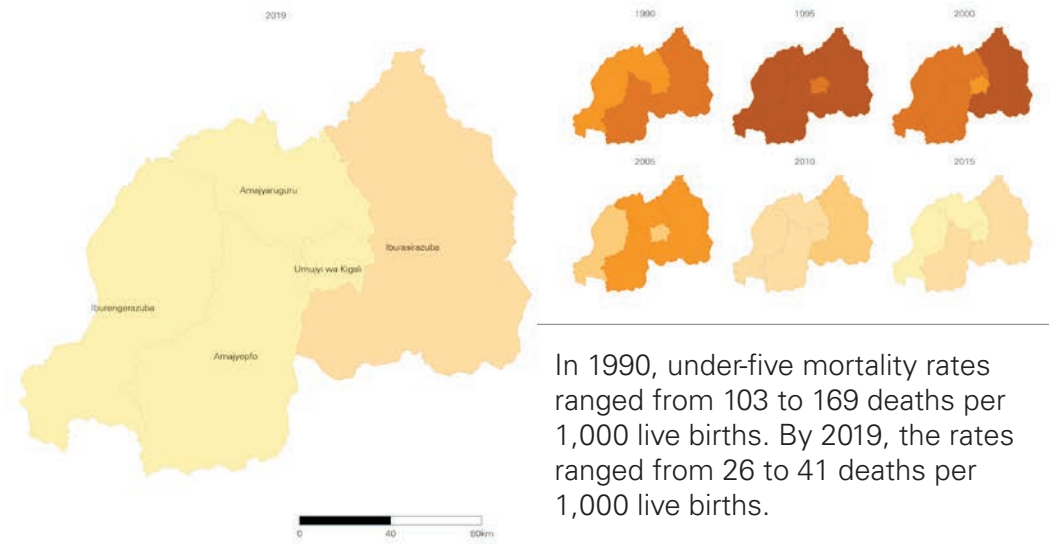 2019
Amajyaruguru
Iburasirazuba
Umujyi wa Kigali
Iburengerazuba
Amajyepfo
0 40 80km
1990 1995 2000
2005 2010 2015
In 1990, under-five mortality rates
ranged from 103 to 169 deaths per
1,000 live births. By 2019, the rates
ranged from 26 to 41 deaths per
1,000 live births.